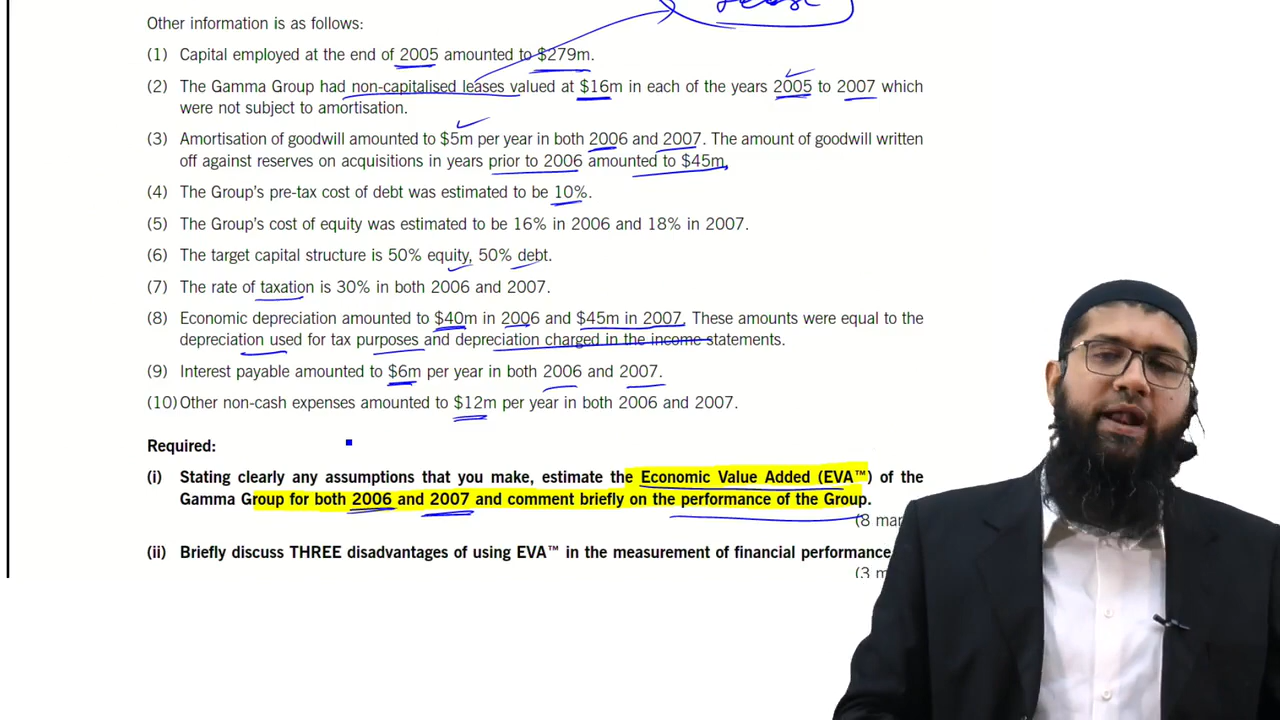 Other information is as follows:
(1) Capital employed at the end of 2005 amounted to $279m.
(2) The Gamma Group had non-capitalised leases valued at $16m in each of the years 2005 to 2007 which
were not subject to amortisation.
(3) Amortisation of goodwill amounted to $5m per year in both 2006 and 2007. The amount of goodwill written
off against reserves on acquisitions in years prior to 2006 amounted to $45m,
(4) The Group's pre-tax cost of debt was estimated to be 10%.
(5) The Group's cost of equity was estimated to be 16% in 2006 and 18% in 2007.
(6) The target capital structure is 50% equity, 50% debt.
(7) The rate of taxation is 30% in both 2006 and 2007.
(8) Economic depreciation amounted to $40m in 2006 and $45m in 2007. These amounts were equal to the
depreciation used for tax purposes and depreciation charged in the income statements.
(9) Interest payable amounted to $6m per year in both 2006 and 2007.
(10) Other non-cash expenses amounted to $12m per year in both 2006 and 2007.
Required:
(i) Stating clearly any assumptions that you make, estimate the Economic Value Added (EVA™) of the
Gamma Group for both 2006 and 2007 and comment briefly on the performance of the Group.
(8 mar
(ii) Briefly discuss THREE disadvantages of using EVA™ in the measurement of financial performance
(3 m